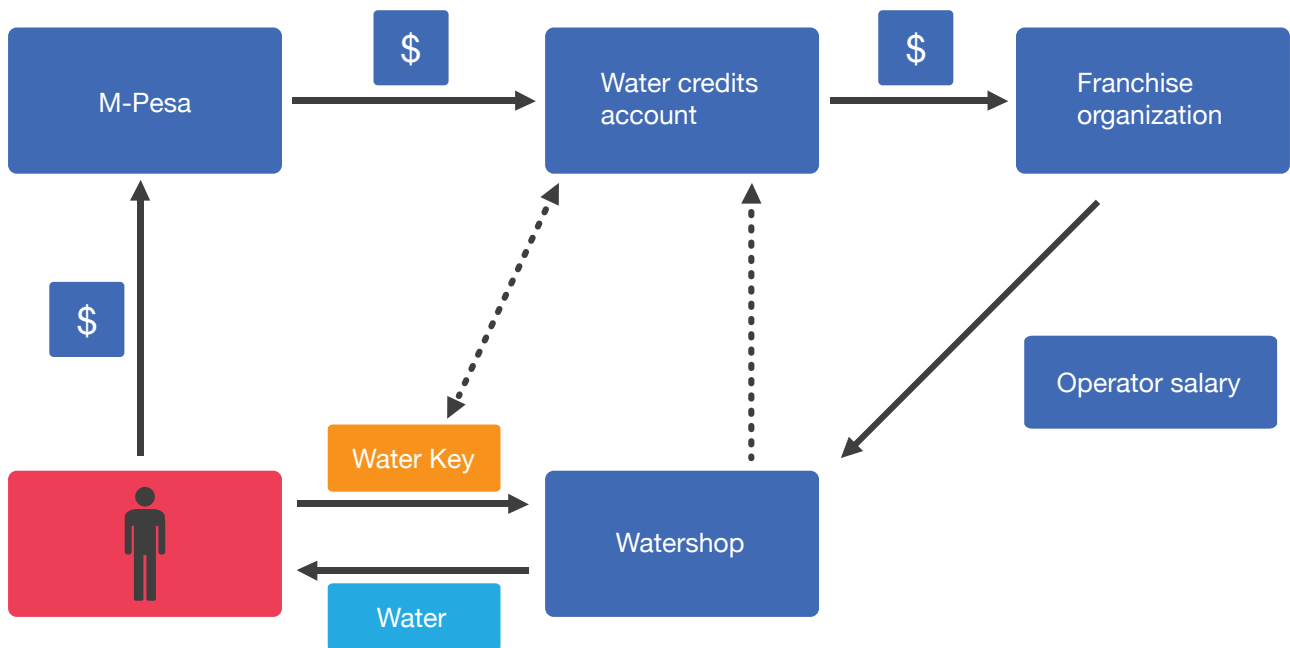 $
$
M-Pesa
Water credits
account
Franchise
organization
$
Operator salary
Water Key
Watershop
Water